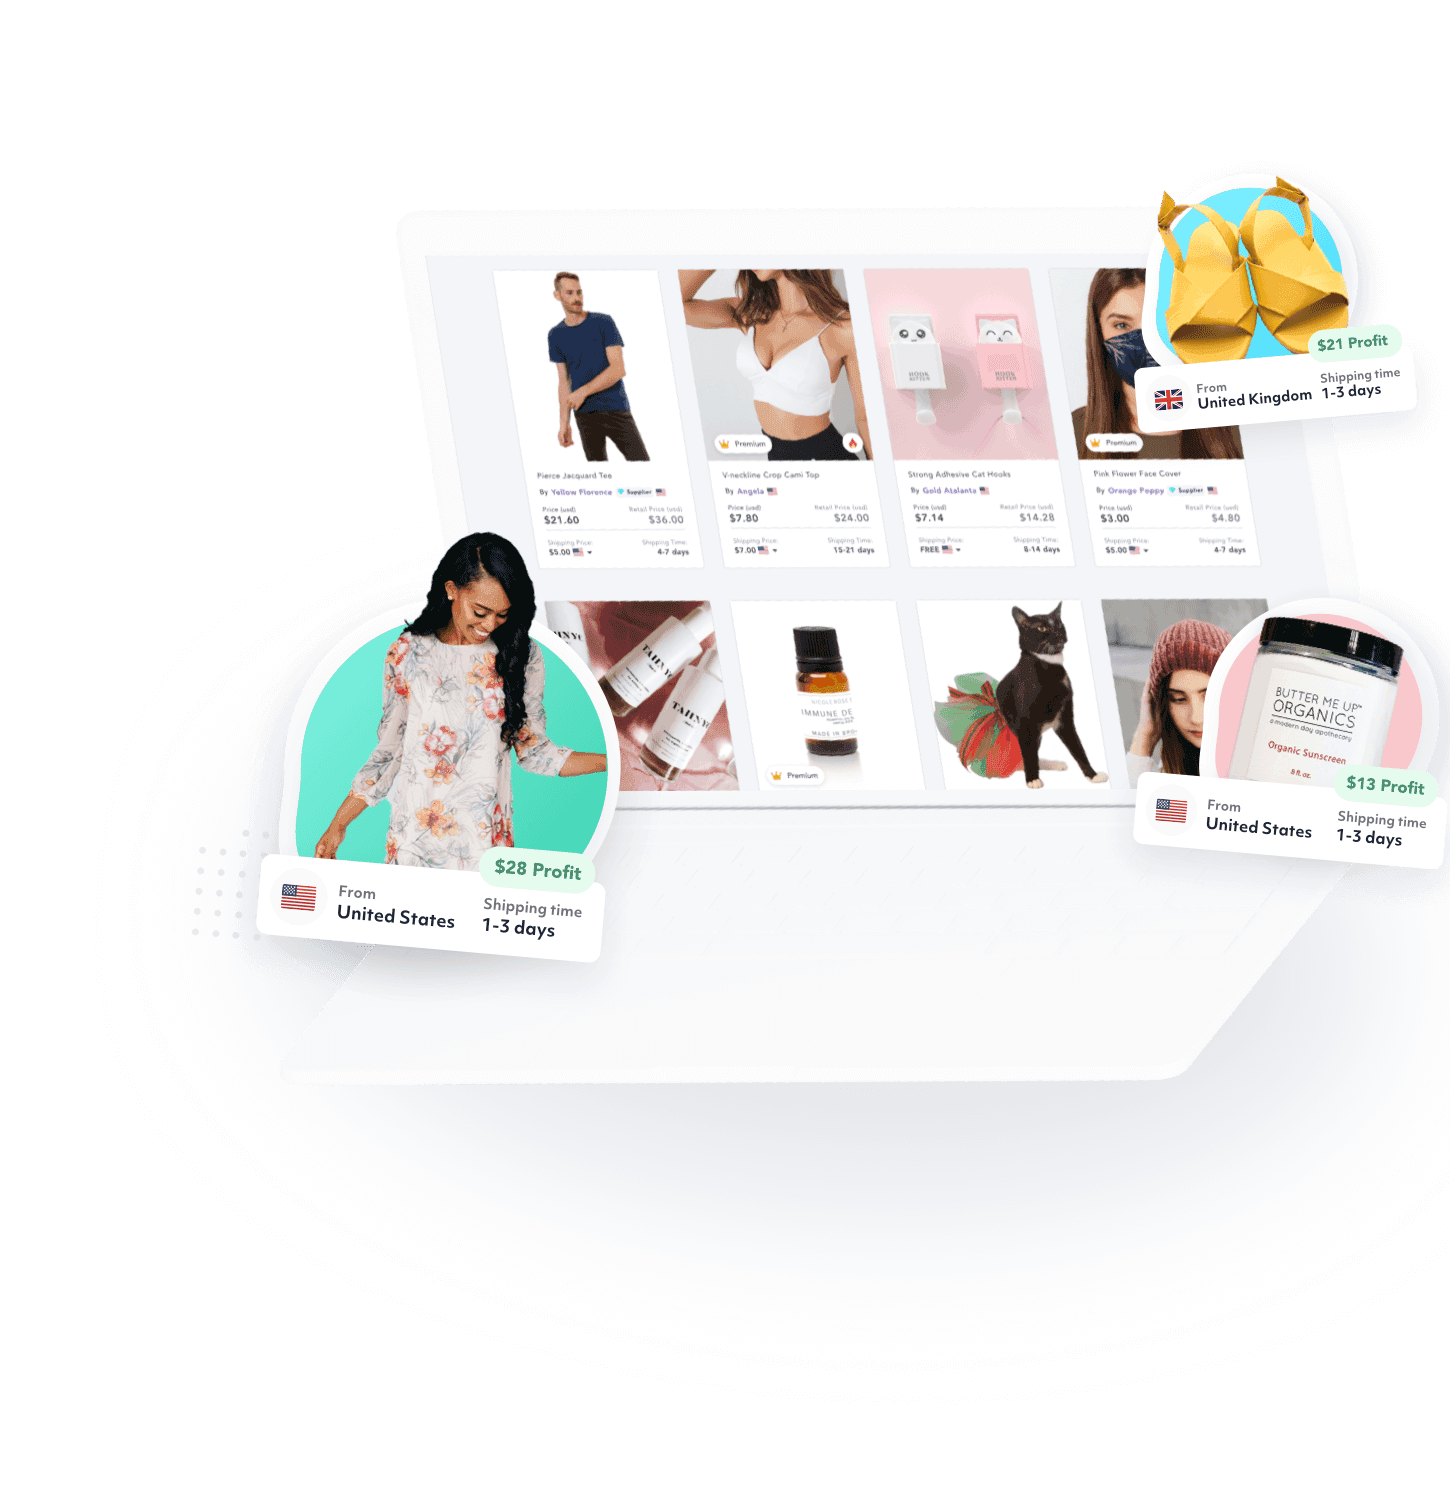 Pierce Jacquard Tee
By Yellow Florence Supplier
Price (usd) Retail Price (usd)
$21.60 $36.00
Shipping Price: Shipping Time:
$5.00 4-7 days
Premium
V-neckline Crop Cami Top
By Angela
Price (usd) Retail Price (usd)
$7.80 $24.00
Shipping Price: Shipping Time:
$7.00 15-21 days
Strong Adhesive Cat Hooks
By Gold Atalanta
Price (usd) Retail Price (usd)
$7.14 $14.28
Shipping Price: Shipping Time:
FREE 8-14 days
Premium
Pink Flower Face Cover
By Orange Poppy Supplier
Price (usd) Retail Price (usd)
$3.00 $4.80
Shipping Price: Shipping Time:
$5.00 4-7 days
$21 Profit
From
United Kingdom
Shipping time
1-3 days
TAHNYC
TAHNYC
IMMUNE DE
MADE IN
Premium
BUTTER ME UP
ORGANICS
a modern day apothecary
Organic Sunscreen
8 fl. oz.
$13 Profit
From
United States
Shipping time
1-3 days
$28 Profit
From
United States
Shipping time
1-3 days